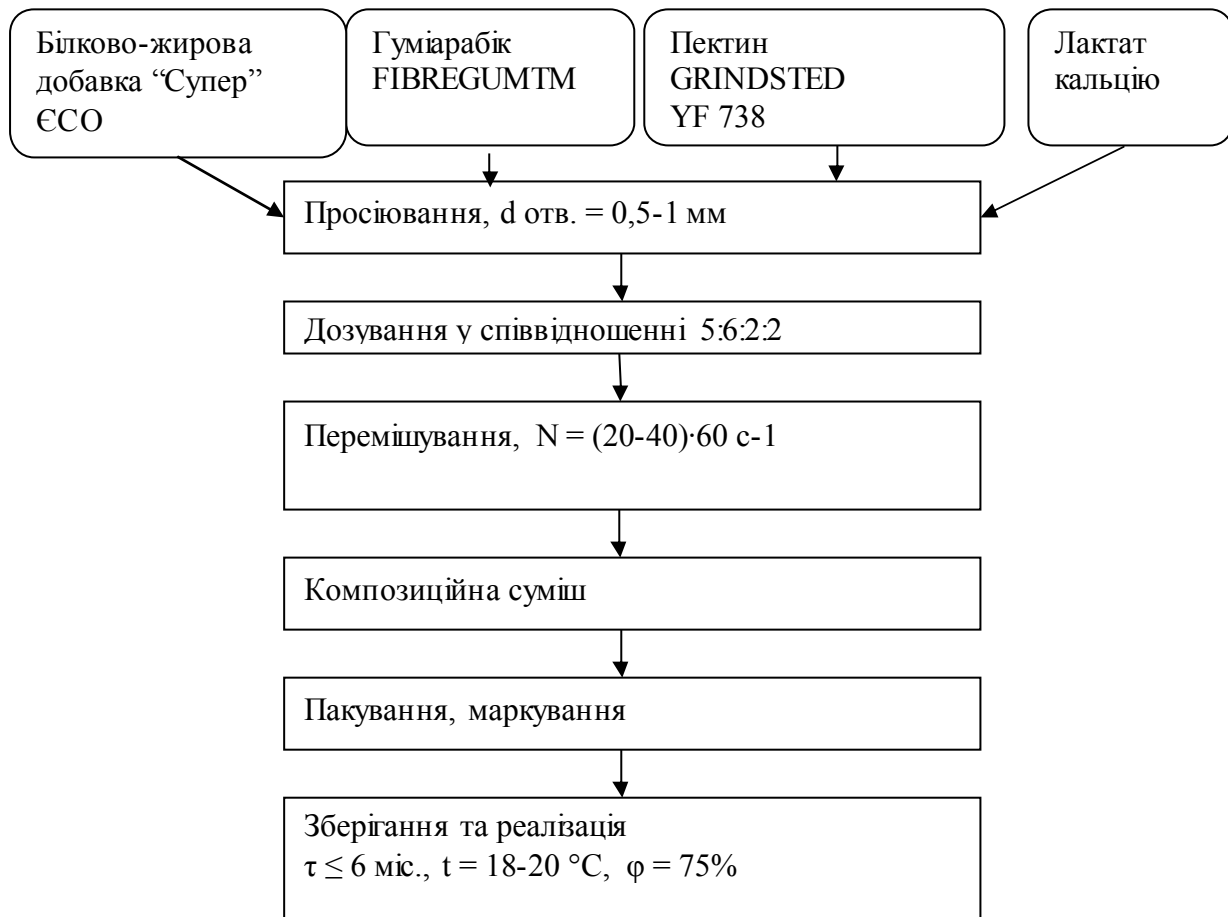 Білково-жирова
добавка “Супер”
ЄСО
Гуміарабік
FIBREGUMTM
Пектин
GRINDSTED
YF 738
Лактат
кальцію
Просіювання, d отв. = 0,5-1 мм
Дозування у співвідношенні 5:6:2:2
Перемішування, N = (20-40)·60 с-1
Композиційна суміш
Пакування, маркування
Зберігання та реалізація
τ ≤ 6 міс., t = 18-20 °C, φ = 75%